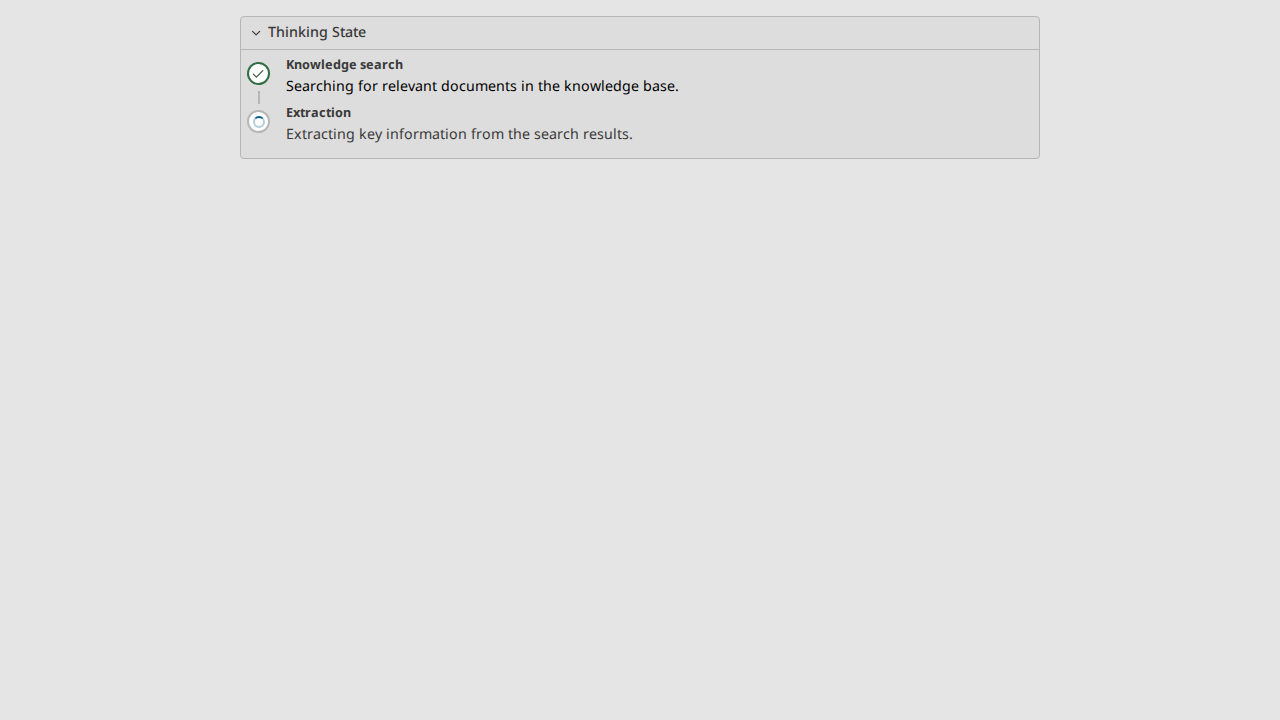 Thinking State
Knowledge search
Searching for relevant documents in the knowledge base.
Extraction
Extracting key information from the search results.